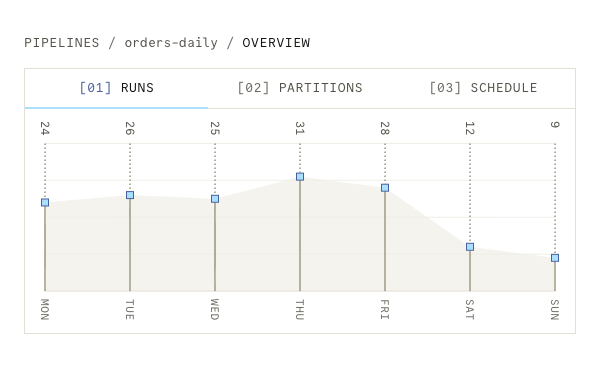 PIPELINES / orders-daily / OVERVIEW
[01] RUNS [02] PARTITIONS [03] SCHEDULE
24 26 25 31 28 12 9
MON TUE WED THU FRI SAT SUN